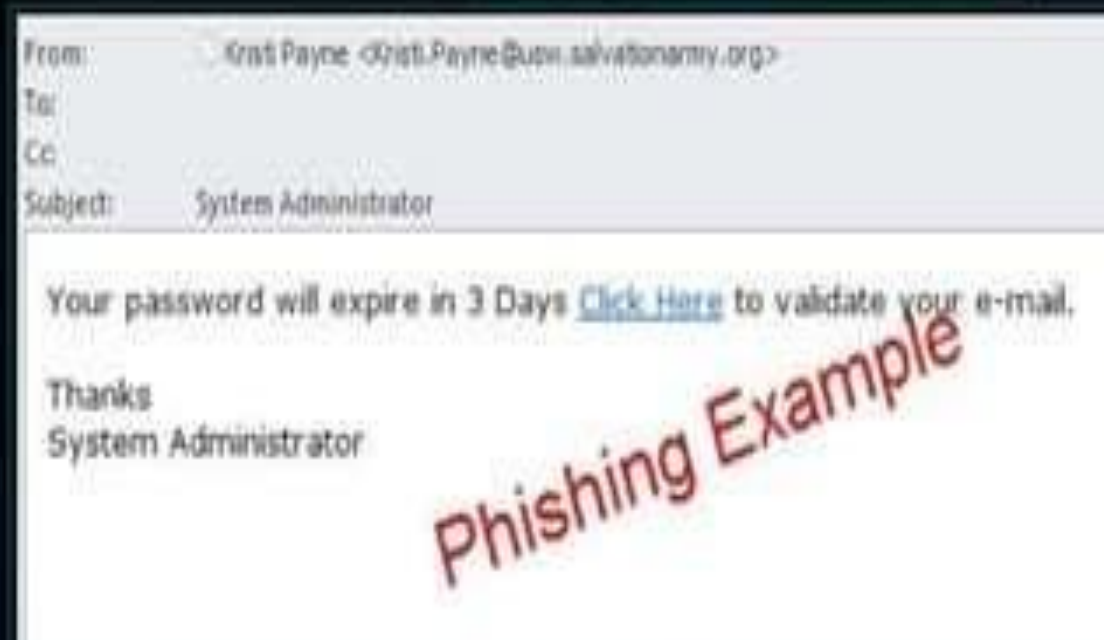 From: Kristi Payne <Kristi.Payne@usw.salvationarmy.org>
To:
Cc:
Subject: System Administrator
Your password will expire in 3 Days Click Here to validate your e-mail.
Thanks
System Administrator
Phishing Example